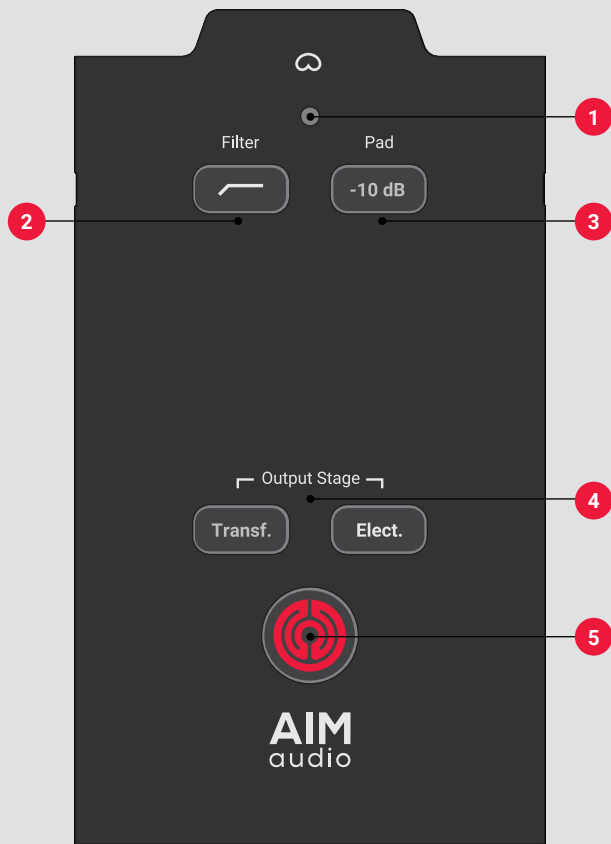 1
Filter
Pad
-10 dB
2
3
Output Stage
4
Transf.
Elect.
5
AIM
audio